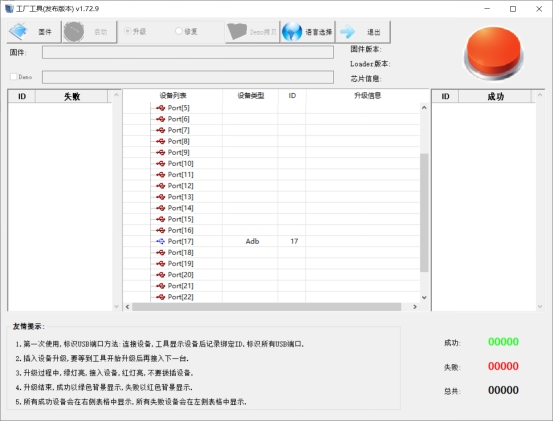 工厂工具(发布版本) v1.72.9
固件 启动 升级 修复 Demo拷贝 语言选择 退出
固件: 固件版本:
Loader版本:
Demo 芯片信息:
ID 失败 设备列表 设备类型 ID 升级信息 ID 成功
Port[5]
Port[6]
Port[7]
Port[8]
Port[9]
Port[10]
Port[11]
Port[12]
Port[13]
Port[14]
Port[15]
Port[16]
Port[17] Adb 17
Port[18]
Port[19]
Port[20]
Port[21]
Port[22]
友情提示:
1.第一次使用,标识USB端口方法:连接设备,工具显示设备后记录绑定ID.标识所有USB端口.
2.插入设备升级,要等到工具开始升级后再接入下一台.
3.升级过程中,绿灯亮,接入设备,红灯亮,不要拔插设备.
4.升级结束,成功以绿色背景显示,失败以红色背景显示.
5.所有成功设备会在右侧表格中显示,所有失败设备会在左侧表格中显示.
成功: 00000
失败: 00000
总共: 00000